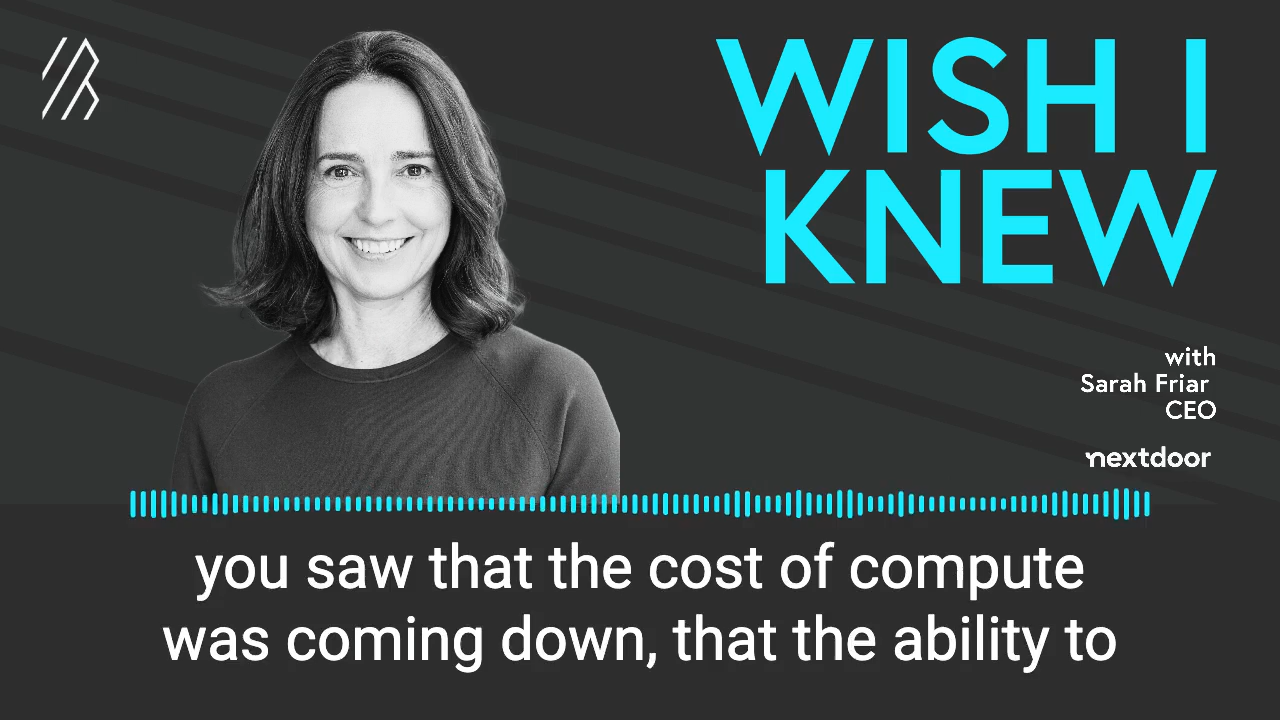 WISH I
KNEW
with
Sarah Friar
CEO
nextdoor
you saw that the cost of compute
was coming down, that the ability to